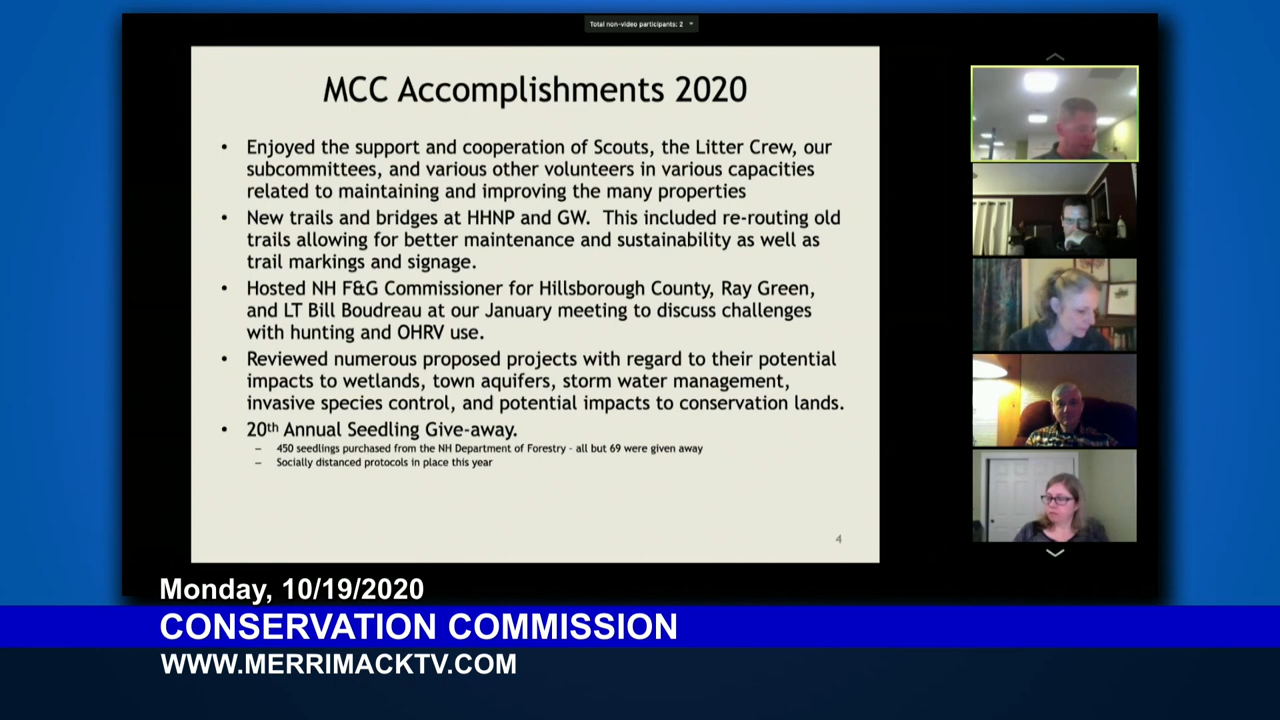 Total non-video participants: 2
MCC Accomplishments 2020
• Enjoyed the support and cooperation of Scouts, the Litter Crew, our
subcommittees, and various other volunteers in various capacities
related to maintaining and improving the many properties
• New trails and bridges at HHNP and GW. This included re-routing old
trails allowing for better maintenance and sustainability as well as
trail markings and signage.
• Hosted NH F&G Commissioner for Hillsborough County, Ray Green,
and LT Bill Boudreau at our January meeting to discuss challenges
with hunting and OHRV use.
• Reviewed numerous proposed projects with regard to their potential
impacts to wetlands, town aquifers, storm water management,
invasive species control, and potential impacts to conservation lands.
• 20th Annual Seedling Give-away.
– 450 seedlings purchased from the NH Department of Forestry - all but 69 were given away
– Socially distanced protocols in place this year
4
Monday, 10/19/2020
CONSERVATION COMMISSION
WWW.MERRIMACKTV.COM